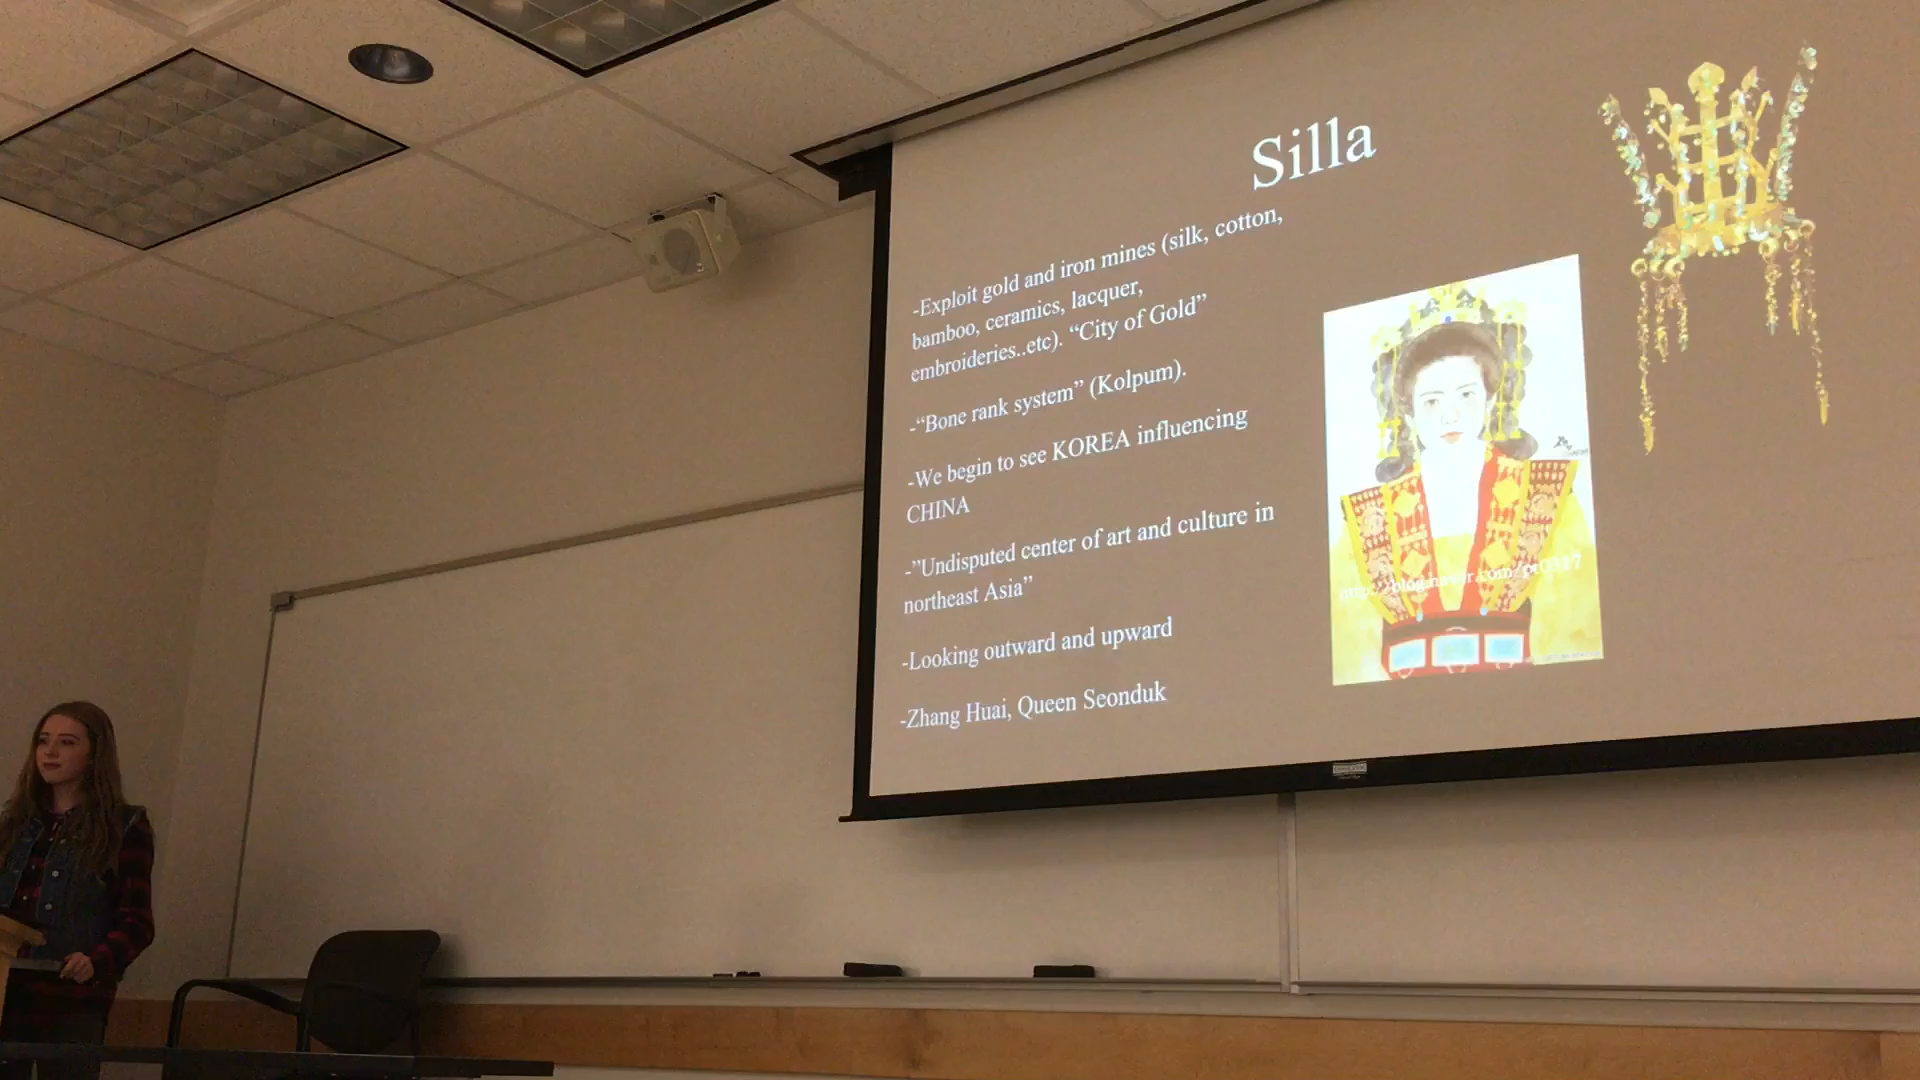 Silla
-Exploit gold and iron mines (silk, cotton,
bamboo, ceramics, lacquer,
embroideries..etc). “City of Gold”
-“Bone rank system” (Kolpum).
-We begin to see KOREA influencing
CHINA
-”Undisputed center of art and culture in
northeast Asia”
-Looking outward and upward
-Zhang Huai, Queen Seonduk